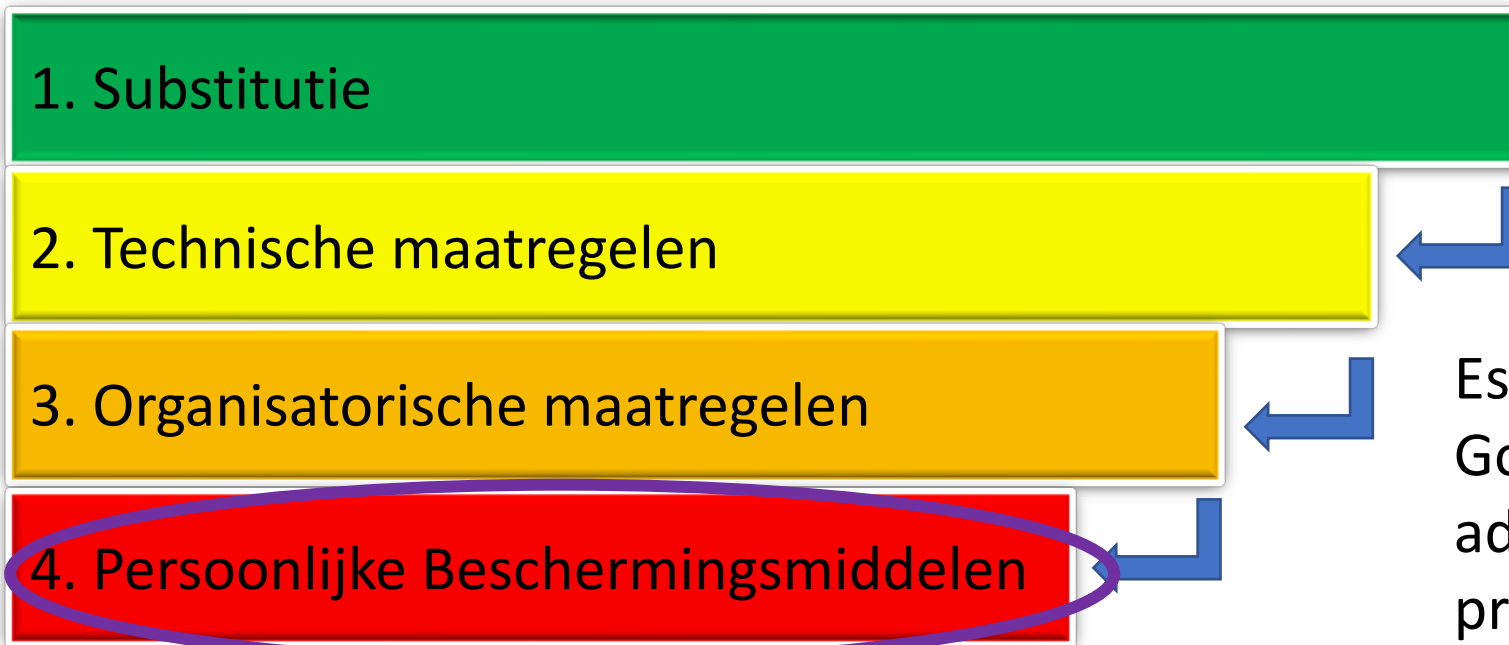 1. Substitutie
2. Technische maatregelen
3. Organisatorische maatregelen
4. Persoonlijke Beschermingsmiddelen